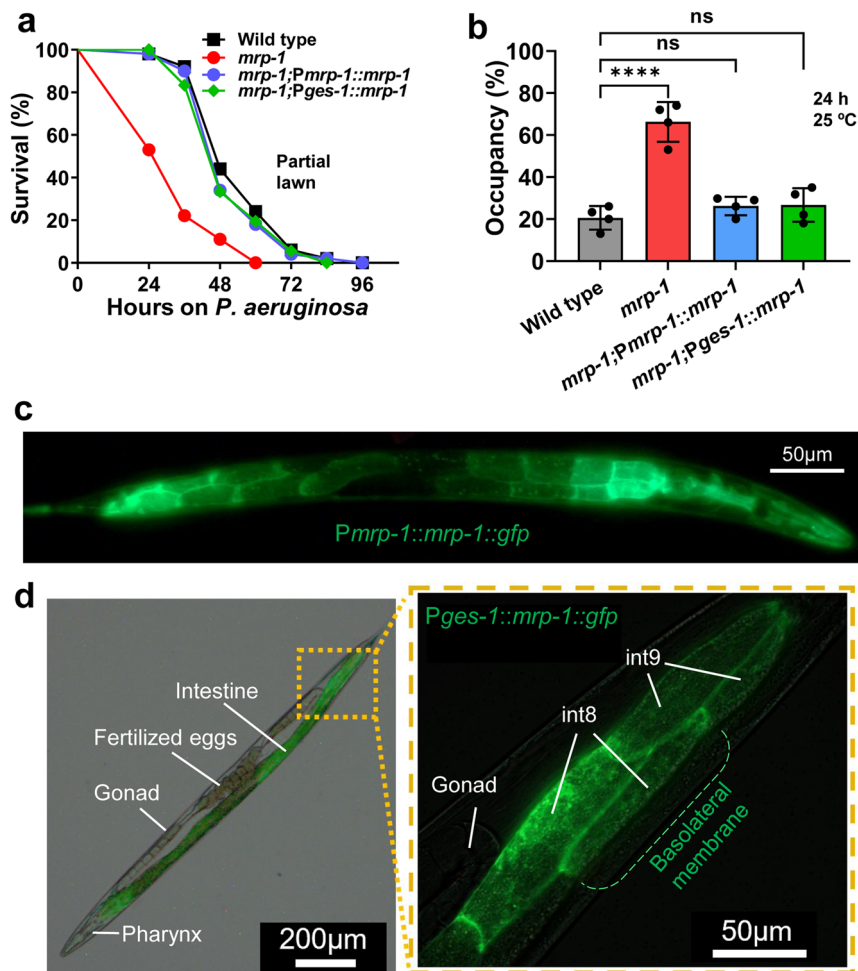 a
Survival (%)
100
80
60
40
20
0
0 24 48 72 96
Hours on P. aeruginosa
Wild type
mrp-1
mrp-1;Pmrp-1::mrp-1
mrp-1;Pges-1::mrp-1
Partial
lawn
b
Occupancy (%)
100
80
60
40
20
0
ns
ns
****
24 h
25 ºC
Wild type
mrp-1
mrp-1;Pmrp-1::mrp-1
mrp-1;Pges-1::mrp-1
c
50µm
Pmrp-1::mrp-1::gfp
d
Intestine
Fertilized eggs
Gonad
Pharynx
200µm
Pges-1::mrp-1::gfp
int9
int8
Gonad
Basolateral
membrane
50µm